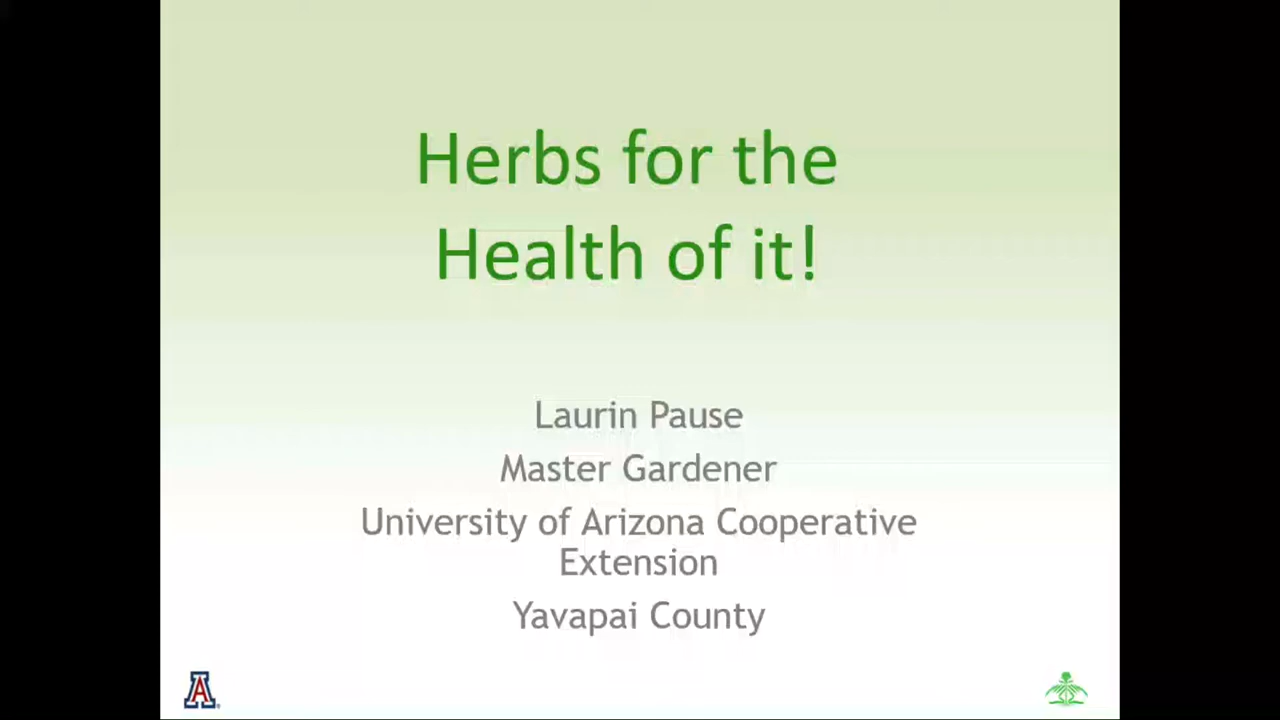 Herbs for the
Health of it!
Laurin Pause
Master Gardener
University of Arizona Cooperative
Extension
Yavapai County
A